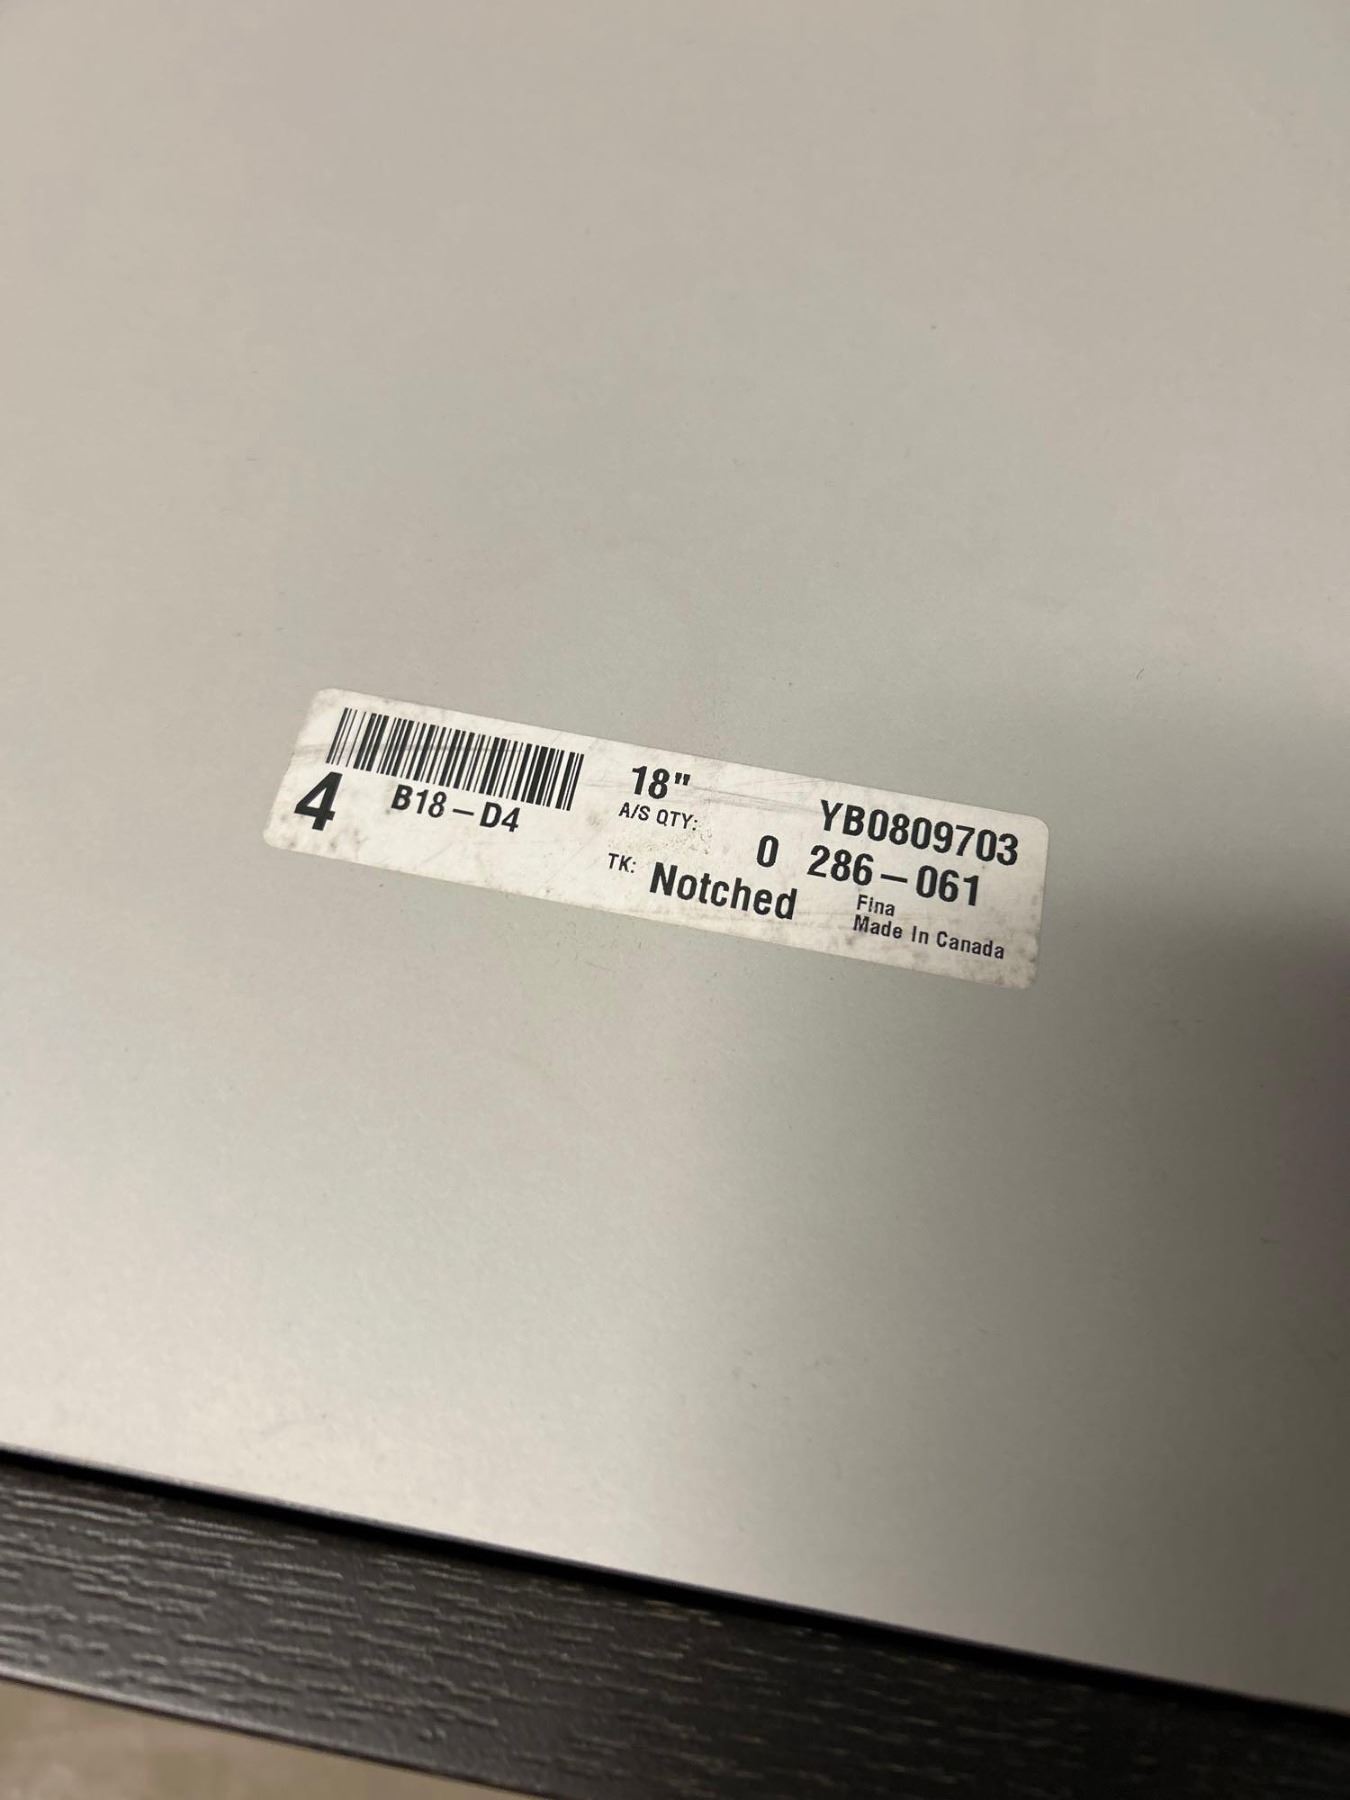 4 B18-D4
18"
A/S QTY: 0
TK: Notched
YB0809703
286-061
Fina
Made In Canada